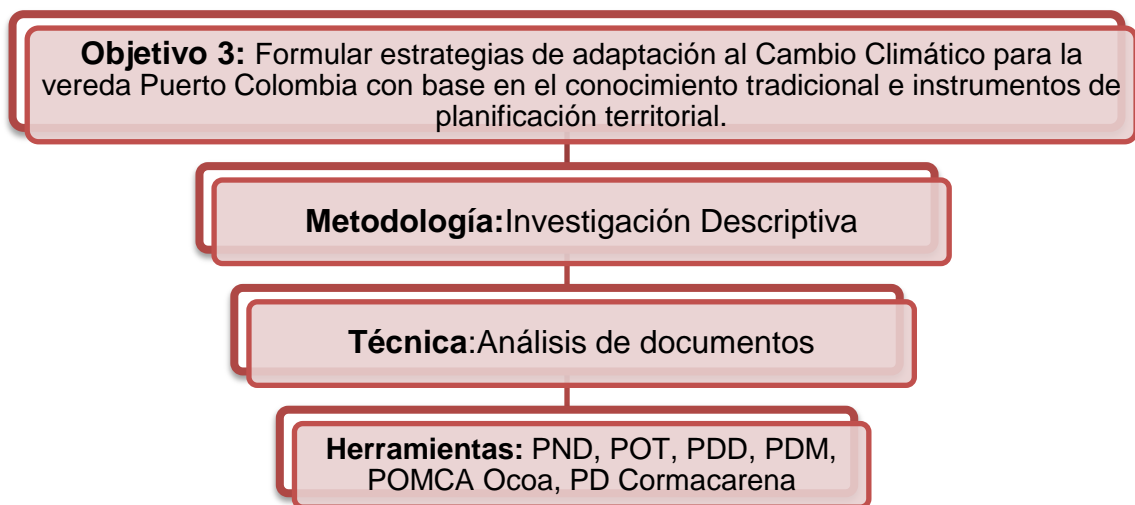 Objetivo 3: Formular estrategias de adaptación al Cambio Climático para la
vereda Puerto Colombia con base en el conocimiento tradicional e instrumentos de
planificación territorial.
Metodología:Investigación Descriptiva
Técnica:Análisis de documentos
Herramientas: PND, POT, PDD, PDM,
POMCA Ocoa, PD Cormacarena